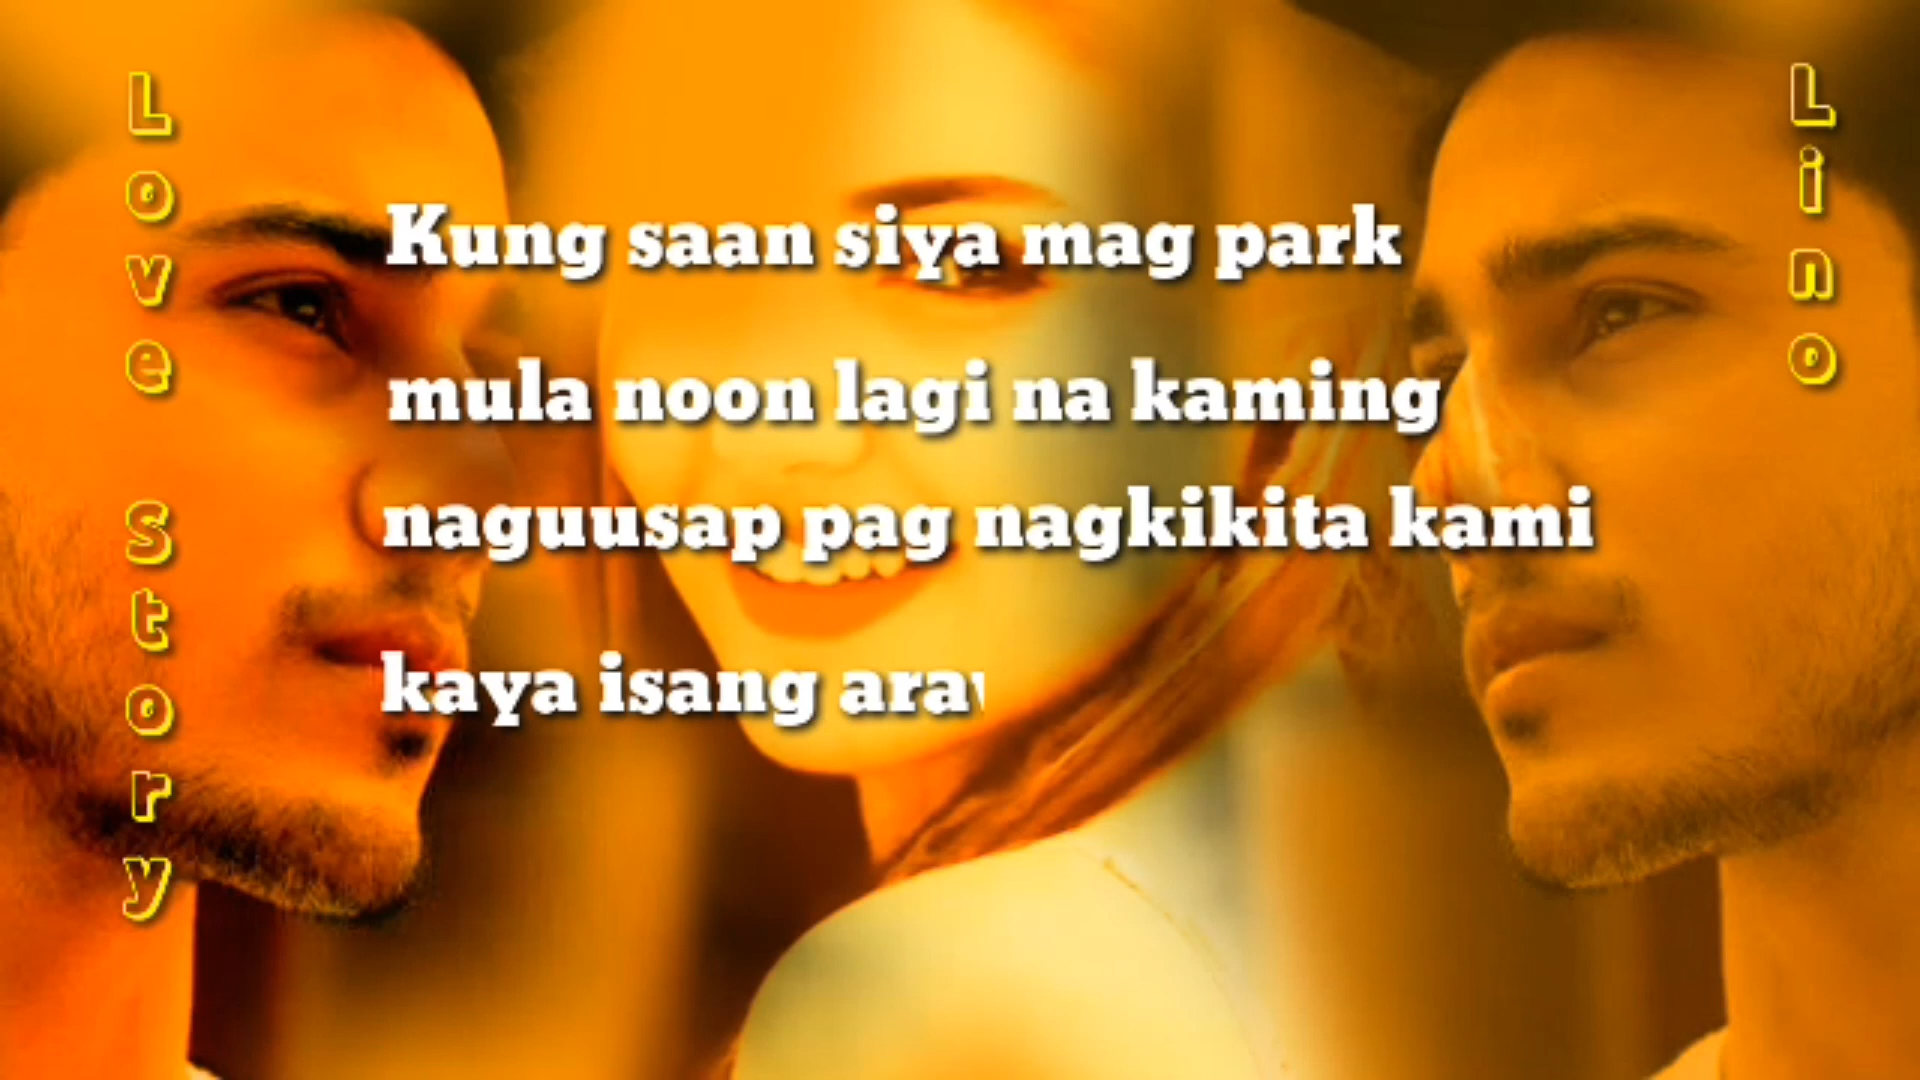 Love Story
Lino
Kung saan siya mag park
mula noon lagi na kaming
naguusap pag nagkikita kami
kaya isang